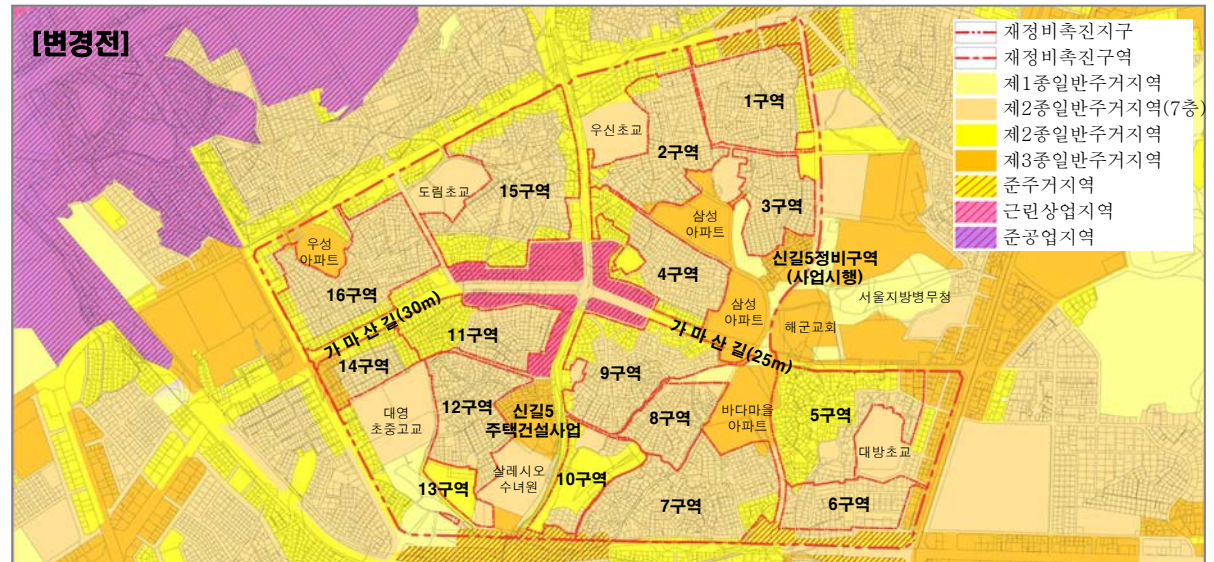 [변경전]
재정비촉진지구
재정비촉진구역
제1종일반주거지역
제2종일반주거지역(7층)
제2종일반주거지역
제3종일반주거지역
준주거지역
근린상업지역
준공업지역
1구역
우신초교
2구역
15구역
도림초교
3구역
삼성
아파트
우성
아파트
신길5정비구역
(사업시행)
4구역
16구역
서울지방병무청
삼성
아파트
해군교회
가 마 산 길(30m)
가 마 산 길(25m)
11구역
14구역
9구역
12구역
신길5
주택건설사업
대영
초중고교
8구역
바다마을
아파트
5구역
대방초교
살레시오
수녀원
10구역
13구역
7구역
6구역